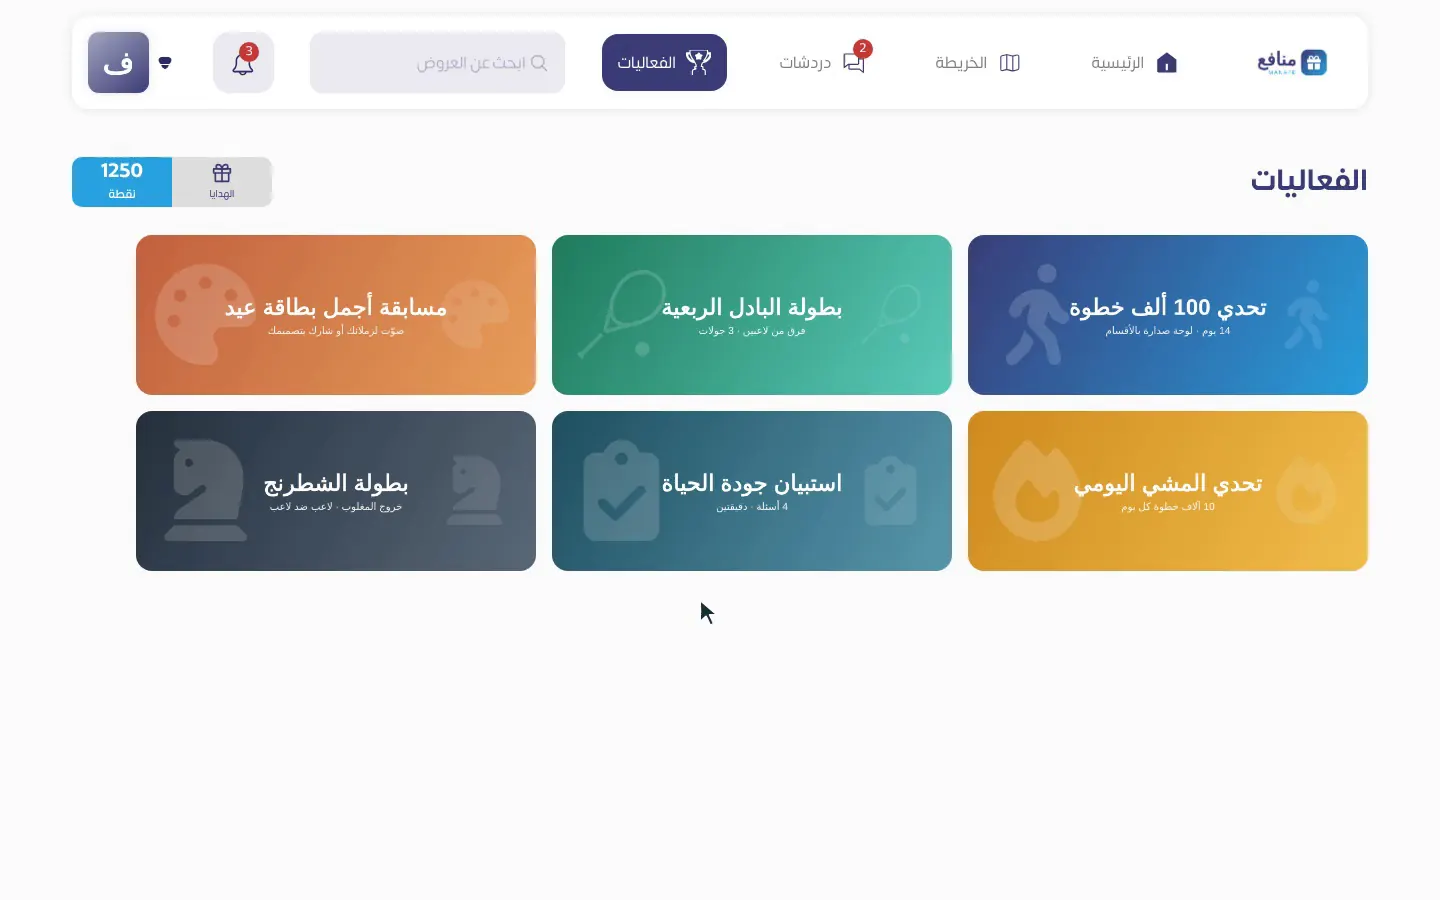 منافع
الرئيسية
الخريطة
دردشات
2
الفعاليات
ابحث عن العروض
3
ف
الفعاليات
الهدايا
1250
نقطة
تحدي 100 ألف خطوة
14 يوم · لوحة صدارة بالأقسام
بطولة البادل الربعية
فرق من لاعبين · 3 جولات
مسابقة أجمل بطاقة عيد
صوّت لزملائك أو شارك بتصميمك
تحدي المشي اليومي
10 آلاف خطوة كل يوم
استبيان جودة الحياة
4 أسئلة · دقيقتين
بطولة الشطرنج
خروج المغلوب · لاعب ضد لاعب